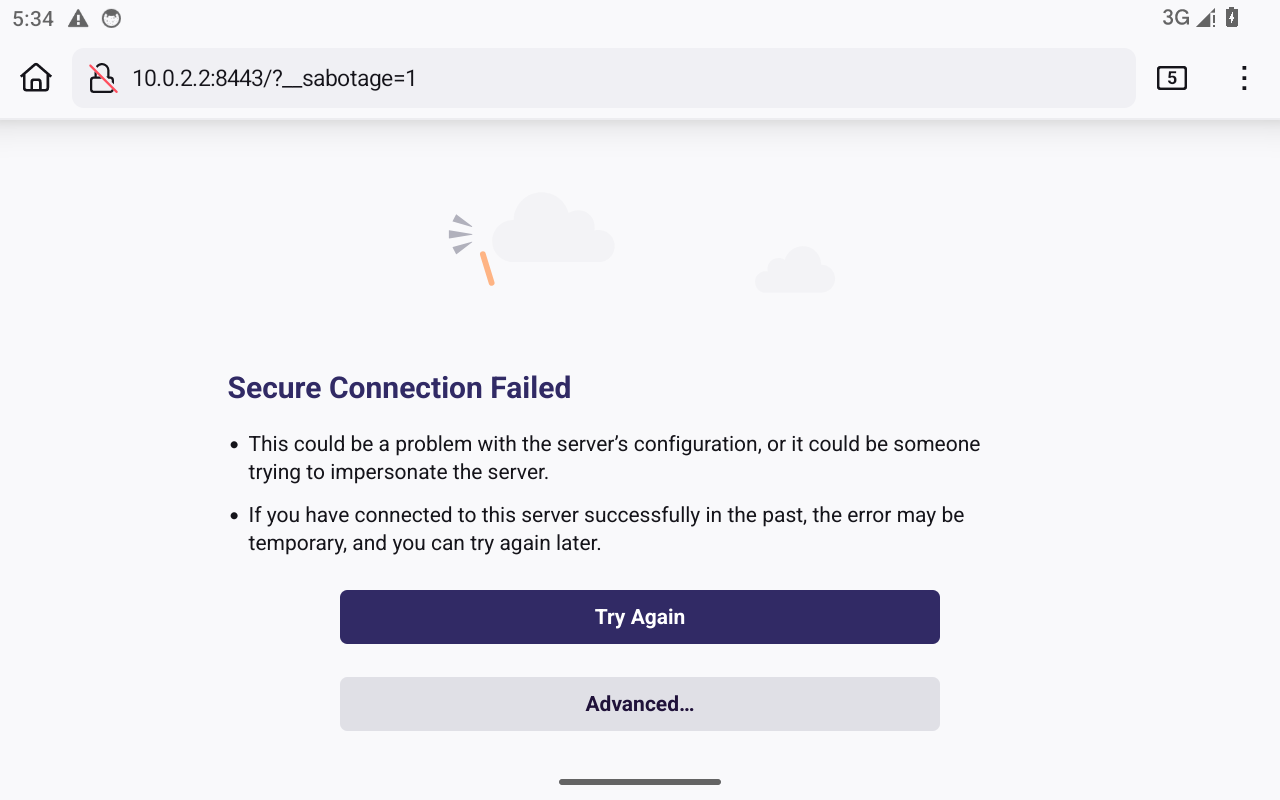 5:34
3G
10.0.2.2:8443/?__sabotage=1
5
Secure Connection Failed
• This could be a problem with the server’s configuration, or it could be someone
trying to impersonate the server.
• If you have connected to this server successfully in the past, the error may be
temporary, and you can try again later.
Try Again
Advanced…